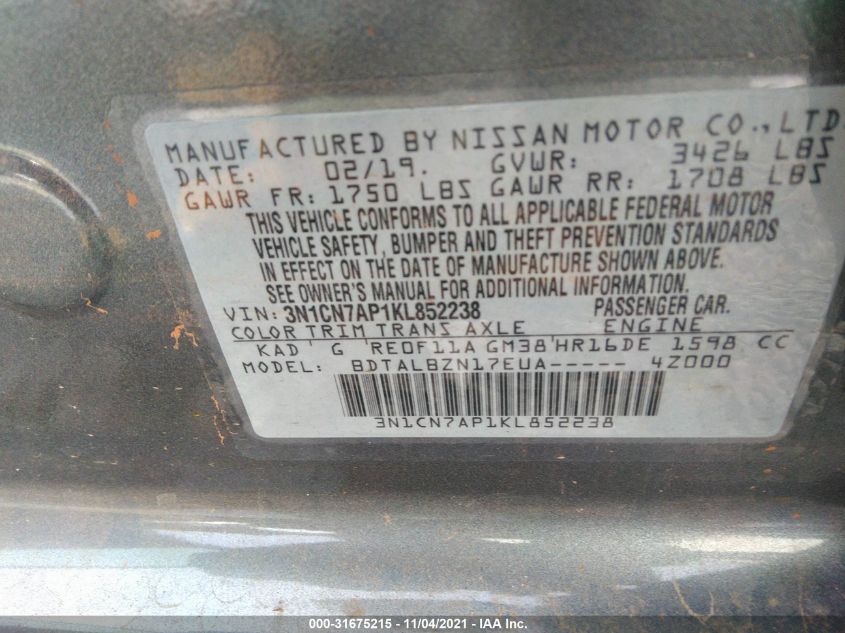 MANUFACTURED BY NISSAN MOTOR CO., LTD.
DATE: 02/19. GVWR: 3426 LBS
GAWR FR: 1750 LBS GAWR RR: 1708 LBS
THIS VEHICLE CONFORMS TO ALL APPLICABLE FEDERAL MOTOR
VEHICLE SAFETY, BUMPER AND THEFT PREVENTION STANDARDS
IN EFFECT ON THE DATE OF MANUFACTURE SHOWN ABOVE.
SEE OWNER'S MANUAL FOR ADDITIONAL INFORMATION.
VIN: 3N1CN7AP1KL852238 PASSENGER CAR.
COLOR TRIM TRANS AXLE ENGINE
KAD G RE0F11A GM38 HR16DE 1598 CC
MODEL: BDTALBZN17EUA----- 4Z000
3N1CN7AP1KL852238
000-31675215 - 11/04/2021 - IAA Inc.